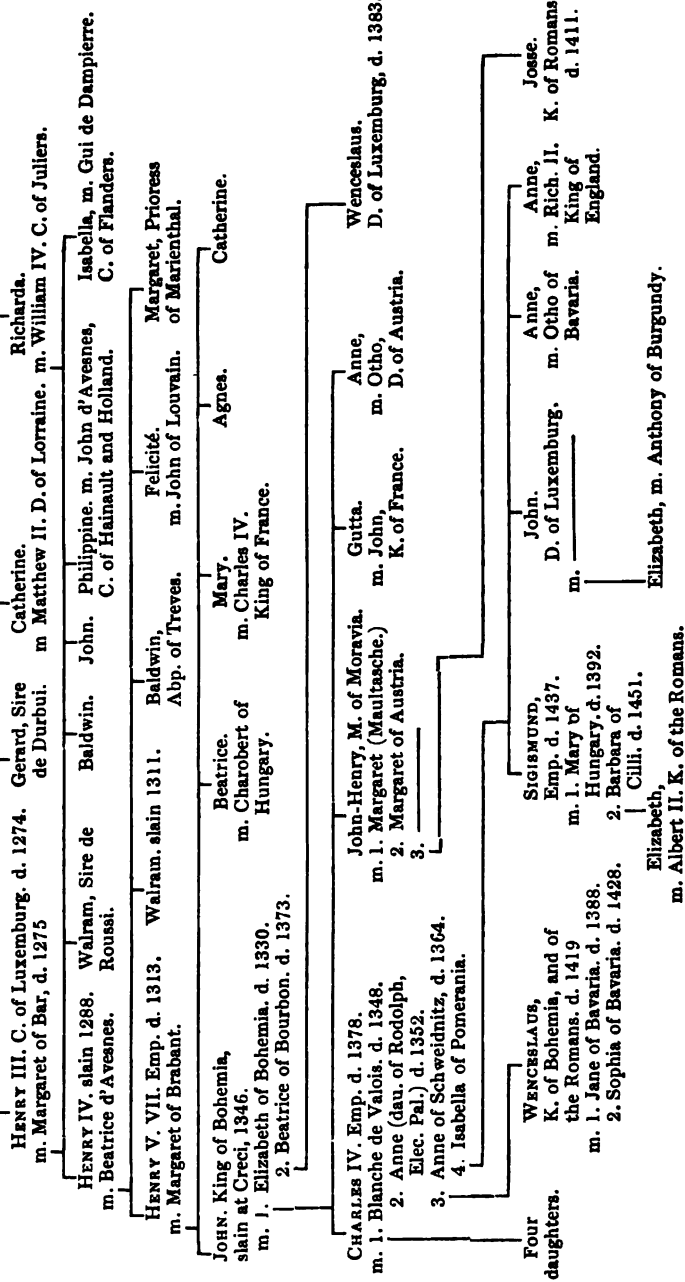 HENRY III. C. of Luxemburg. d. 1274.
m. Margaret of Bar, d. 1275
Gerard, Sire
de Durbui.
Catherine.
m Matthew II. D. of Lorraine.
Richarda.
m. William IV. C. of Juliers.
HENRY IV. slain 1288.
m. Beatrice d'Avesnes.
Walram, Sire de
Roussi.
Baldwin.
John.
Philippine. m. John d'Avesnes,
C. of Hainault and Holland.
Isabella, m. Gui de Dampierre.
C. of Flanders.
HENRY V. VII. Emp. d. 1313.
m. Margaret of Brabant.
Walram. slain 1311.
Baldwin,
Abp. of Treves.
Felicité.
m. John of Louvain.
Margaret, Prioress
of Marienthal.
JOHN. King of Bohemia,
slain at Creci, 1346.
m. 1. Elizabeth of Bohemia. d. 1330.
2. Beatrice of Bourbon. d. 1373.
Beatrice.
m. Charobert of
Hungary.
Mary.
m. Charles IV.
King of France.
Agnes.
Catherine.
CHARLES IV. Emp. d. 1378.
m. 1. Blanche de Valois. d. 1348.
2. Anne (dau. of Rodolph,
Elec. Pal.) d. 1352.
3. Anne of Schweidnitz, d. 1364.
4. Isabella of Pomerania.
John-Henry, M. of Moravia.
m. 1. Margaret (Maultasche.)
2. Margaret of Austria.
3.
Gutta.
m. John,
K. of France.
Anne,
m. Otho,
D. of Austria.
Wenceslaus.
D. of Luxemburg, d. 1383.
Four
daughters.
WENCESLAUS,
K. of Bohemia, and of
the Romans. d. 1419
m. 1. Jane of Bavaria. d. 1388.
2. Sophia of Bavaria. d. 1428.
SIGISMUND,
Emp. d. 1437.
m. 1. Mary of
Hungary. d. 1392.
2. Barbara of
Cilli. d. 1451.
Elizabeth,
m. Albert II. K. of the Romans.
John.
D. of Luxemburg.
m.
Elizabeth, m. Anthony of Burgundy.
Anne,
m. Otho of
Bavaria.
Anne,
m. Rich. II.
King of
England.
Josse.
K. of Romans
d. 1411.